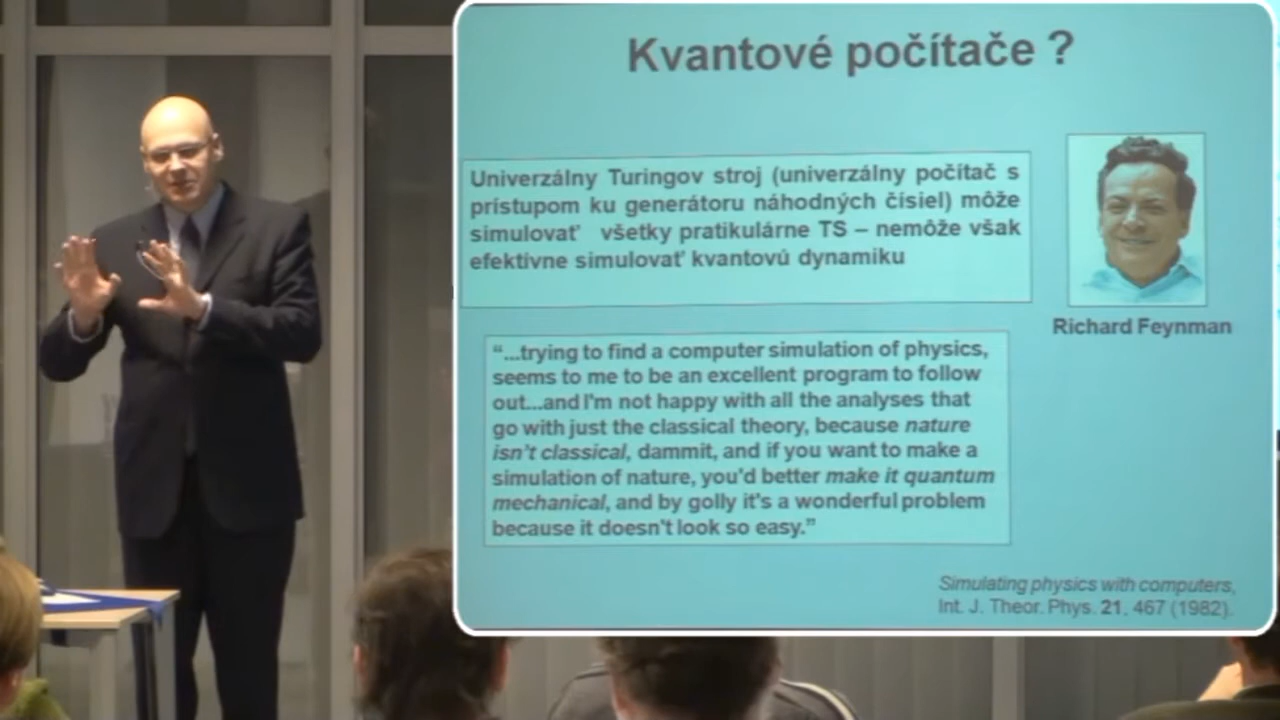 Kvantové počítače ?
Univerzálny Turingov stroj (univerzálny počítač s
prístupom ku generátoru náhodných čísiel) môže
simulovať všetky pratikulárne TS – nemôže však
efektívne simulovať kvantovú dynamiku
Richard Feynman
“...trying to find a computer simulation of physics,
seems to me to be an excellent program to follow
out...and I'm not happy with all the analyses that
go with just the classical theory, because nature
isn't classical, dammit, and if you want to make a
simulation of nature, you'd better make it quantum
mechanical, and by golly it's a wonderful problem
because it doesn't look so easy.”
Simulating physics with computers,
Int. J. Theor. Phys. 21, 467 (1982).